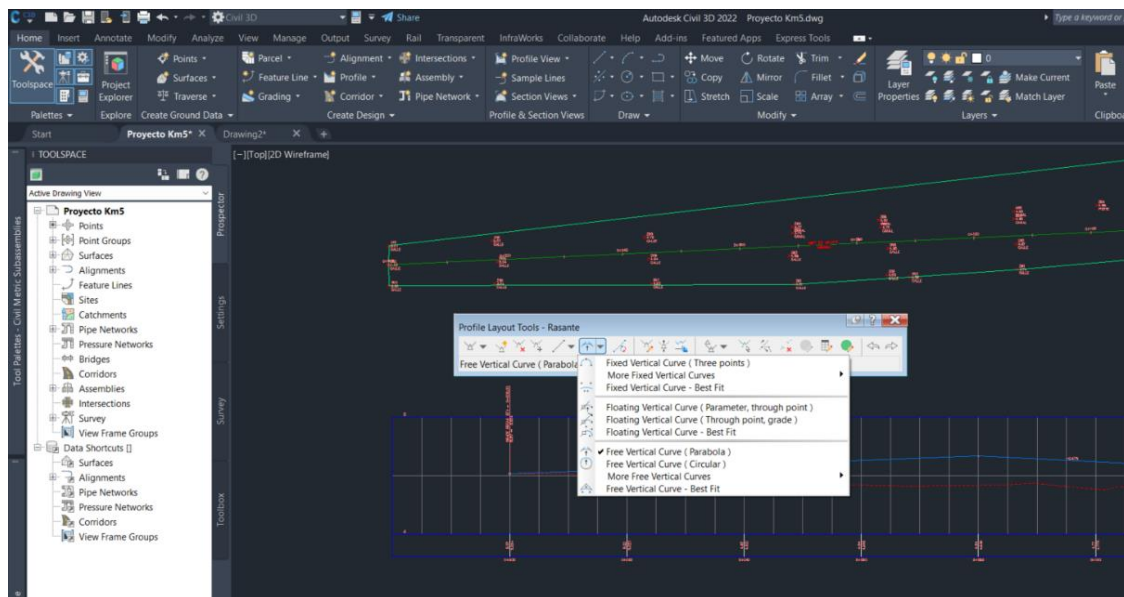 Civil 3D
Share
Autodesk Civil 3D 2022 Proyecto Km5.dwg
Type a keyword or
Home Insert Annotate Modify Analyze View Manage Output Survey Rail Transparent InfraWorks Collaborate Help Add-ins Featured Apps Express Tools
Points Parcel Alignment Intersections Profile View Move Rotate Trim 0
Surfaces Feature Line Profile Assembly Sample Lines Copy Mirror Fillet Make Current
Traverse Grading Corridor Pipe Network Section Views Stretch Scale Array Match Layer
Toolspace
Project Explorer
Layer Properties
Paste
Palettes Explore Create Ground Data Create Design Profile & Section Views Draw Modify Layers Clipboa
Start Proyecto Km5* Drawing2*
TOOLSPACE
[-][Top][2D Wireframe]
Active Drawing View
Proyecto Km5
Points
Point Groups
Surfaces
Alignments
Feature Lines
Sites
Catchments
Pipe Networks
Pressure Networks
Bridges
Corridors
Assemblies
Intersections
Survey
View Frame Groups
Data Shortcuts []
Surfaces
Alignments
Pipe Networks
Pressure Networks
Corridors
View Frame Groups
Tool Palettes - Civil Metric Subassemblies
Prospector
Settings
Survey
Toolbox
Profile Layout Tools - Rasante
Free Vertical Curve ( Parabola
Fixed Vertical Curve ( Three points )
More Fixed Vertical Curves
Fixed Vertical Curve - Best Fit
Floating Vertical Curve ( Parameter, through point )
Floating Vertical Curve ( Through point, grade )
Floating Vertical Curve - Best Fit
Free Vertical Curve ( Parabola )
Free Vertical Curve ( Circular )
More Free Vertical Curves
Free Vertical Curve - Best Fit